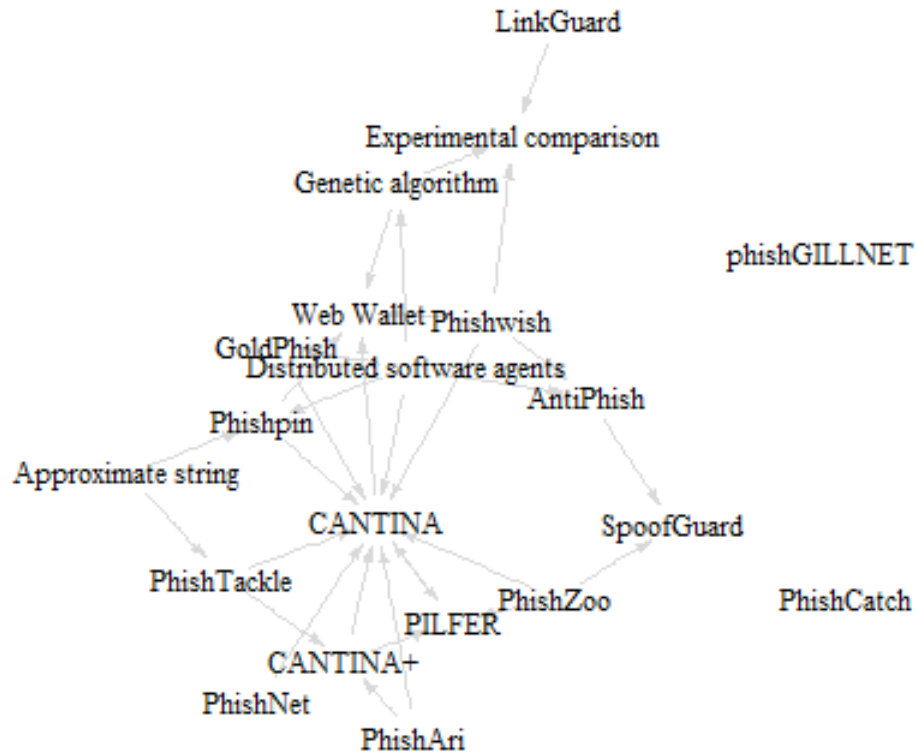 LinkGuard
Experimental comparison
Genetic algorithm
phishGILLNET
Web Wallet
Phishwish
GoldPhish
Distributed software agents
AntiPhish
Phishpin
Approximate string
CANTINA
SpoofGuard
PhishTackle
PhishZoo
PhishCatch
PILFER
CANTINA+
PhishNet
PhishAri